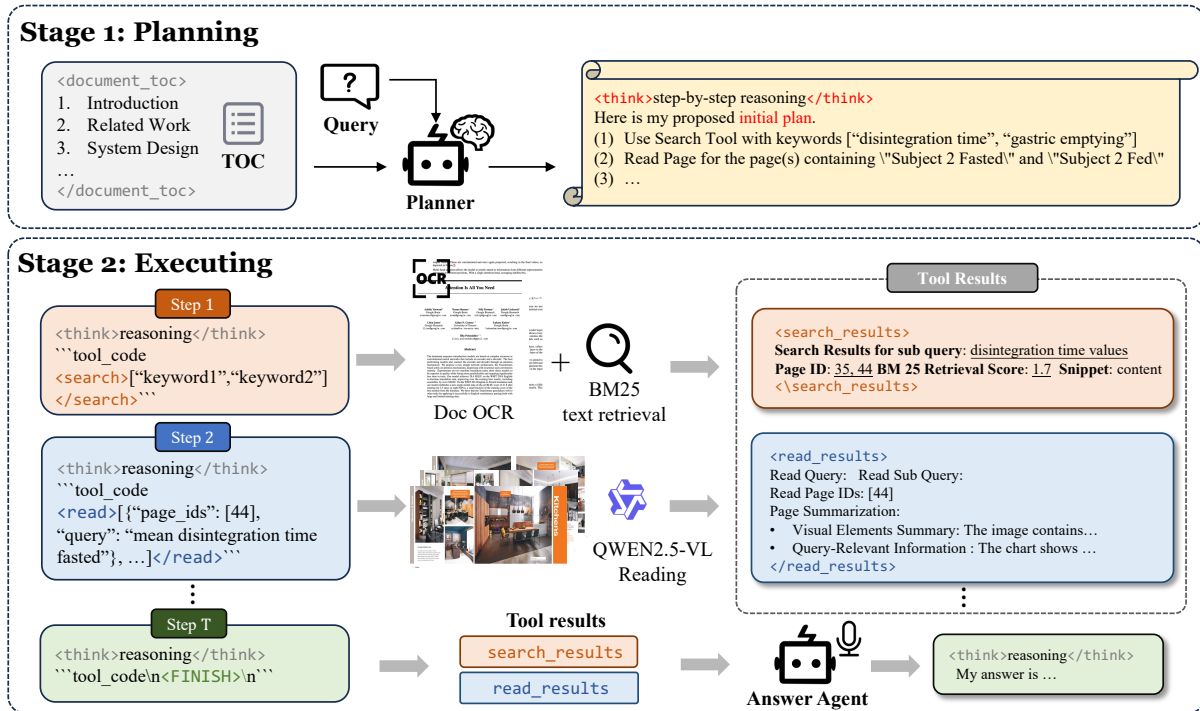 Stage 1: Planning
<document_toc>
1. Introduction
2. Related Work
3. System Design
…
</document_toc>
TOC
?
Query
Planner
<think>step-by-step reasoning</think>
Here is my proposed initial plan.
(1) Use Search Tool with keywords [“disintegration time”, “gastric emptying”]
(2) Read Page for the page(s) containing \"Subject 2 Fasted\" and \"Subject 2 Fed\"
(3) …
Stage 2: Executing
Step 1
<think>reasoning</think>
```tool_code
<search>[“keyword1”,“keyword2”]
</search>```
OCR
Attention Is All You Need
Abstract
Doc OCR
+
BM25
text retrieval
Tool Results
<search_results>
Search Results for sub query: disintegration time values
Page ID: 35, 44 BM 25 Retrieval Score: 1.7 Snippet: content
<\search_results>
Step 2
<think>reasoning</think>
```tool_code
<read>[{“page_ids”: [44],
“query”: “mean disintegration time
fasted”}, …]</read>```
Kitchens
QWEN2.5-VL
Reading
<read_results>
Read Query: Read Sub Query:
Read Page IDs: [44]
Page Summarization:
• Visual Elements Summary: The image contains…
• Query-Relevant Information : The chart shows …
</read_results>
Step T
<think>reasoning</think>
```tool_code\n<FINISH>\n```
Tool results
search_results
read_results
Answer Agent
<think>reasoning</think>
My answer is …